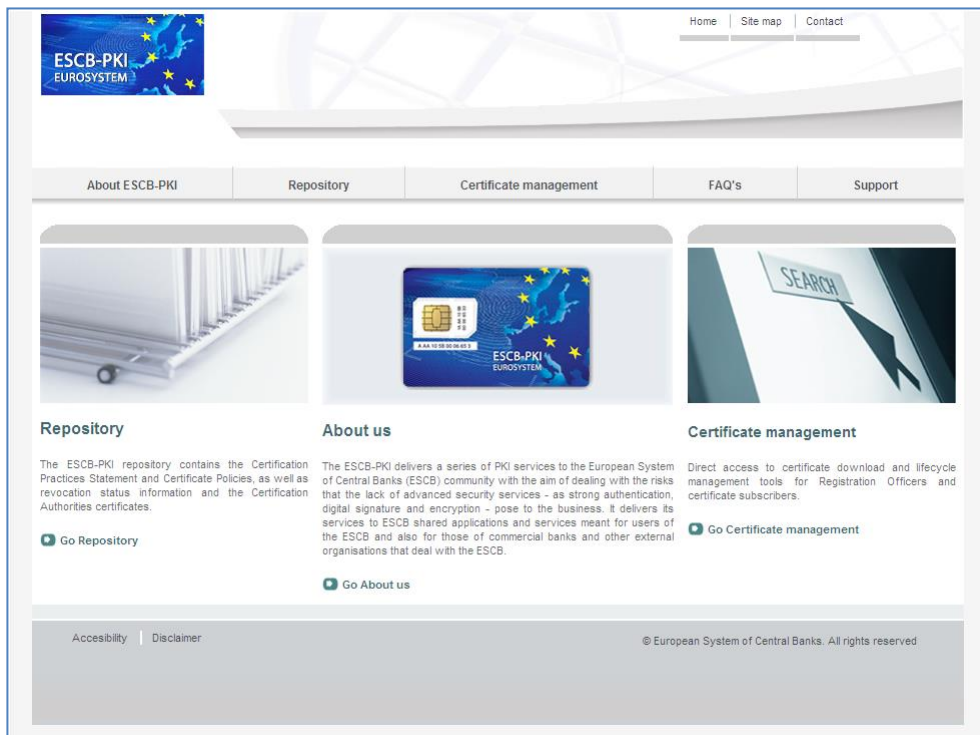 ESCB-PKI
EUROSYSTEM
Home
Site map
Contact
About ESCB-PKI
Repository
Certificate management
FAQ's
Support
SEARCH
ESCB-PKI
EUROSYSTEM
Repository
The ESCB-PKI repository contains the Certification
Practices Statement and Certificate Policies, as well as
revocation status information and the Certification
Authorities certificates.
Go Repository
About us
The ESCB-PKI delivers a series of PKI services to the European System
of Central Banks (ESCB) community with the aim of dealing with the risks
that the lack of advanced security services - as strong authentication,
digital signature and encryption - pose to the business. It delivers its
services to ESCB shared applications and services meant for users of
the ESCB and also for those of commercial banks and other external
organisations that deal with the ESCB.
Go About us
Certificate management
Direct access to certificate download and lifecycle
management tools for Registration Officers and
certificate subscribers.
Go Certificate management
Accesibility
Disclaimer
© European System of Central Banks. All rights reserved